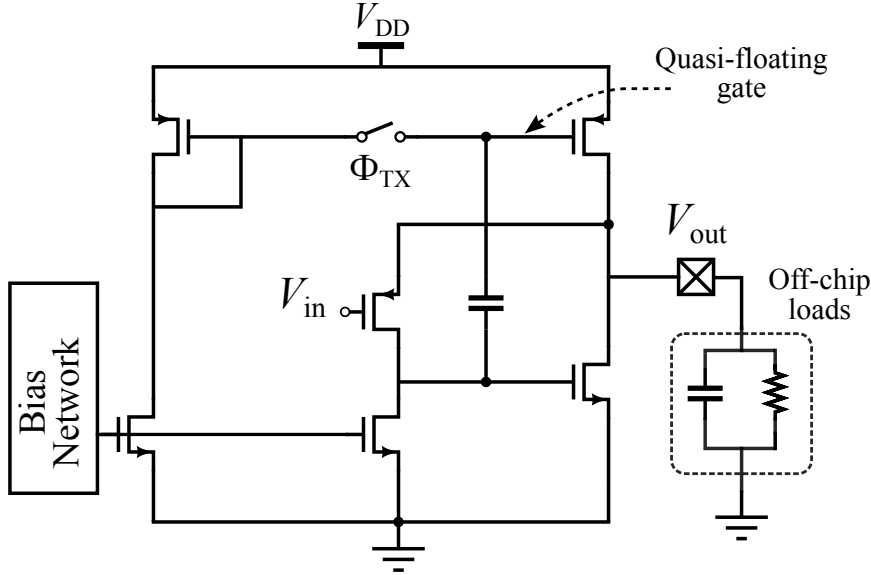 V_DD
Quasi-floating
gate
Φ_TX
V_out
V_in
Off-chip
loads
Bias
Network